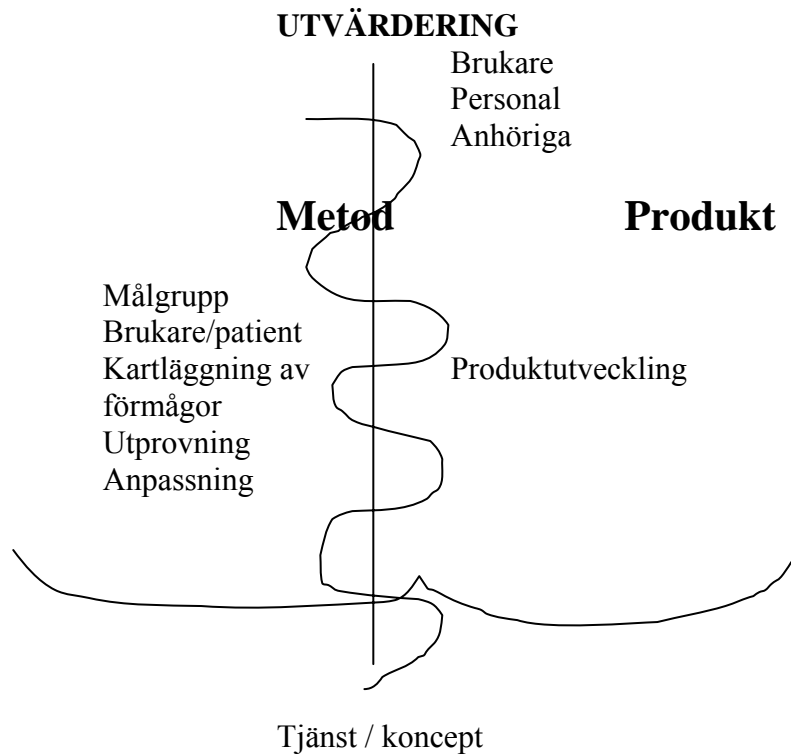 UTVÄRDERING
Brukare
Personal
Anhöriga
Metod
Produkt
Målgrupp
Brukare/patient
Kartläggning av
förmågor
Utprovning
Anpassning
Produktutveckling
Tjänst / koncept